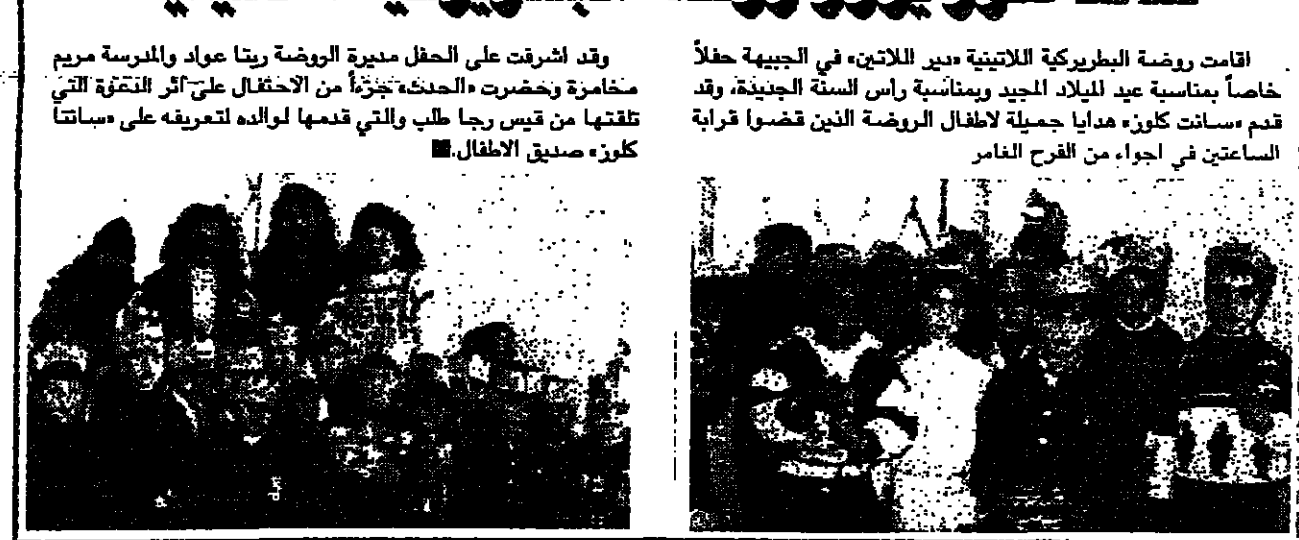 اقامت روضة البطريركية اللاتينية «دير اللاتين» في الجبيهة حفلاً
خاصاً بمناسبة عيد الميلاد المجيد وبمناسبة راس السنة الجديدة، وقد
قدم «سانت كلوز» هدايا جميلة لاطفال الروضة الذين قضوا قرابة
الساعتين في اجواء من الفرح الغامر
وقد اشرفت على الحفل مديرة الروضة ريتا عواد والمدرسة مريم
مخامرة وحضرت «الحدث» جزءاً من الاحتفال على اثر الدعوة التي
تلقتها من قيس رجا طلب والتي قدمها لوالده لتعريفه على «سانتا
كلوز» صديق الاطفال.